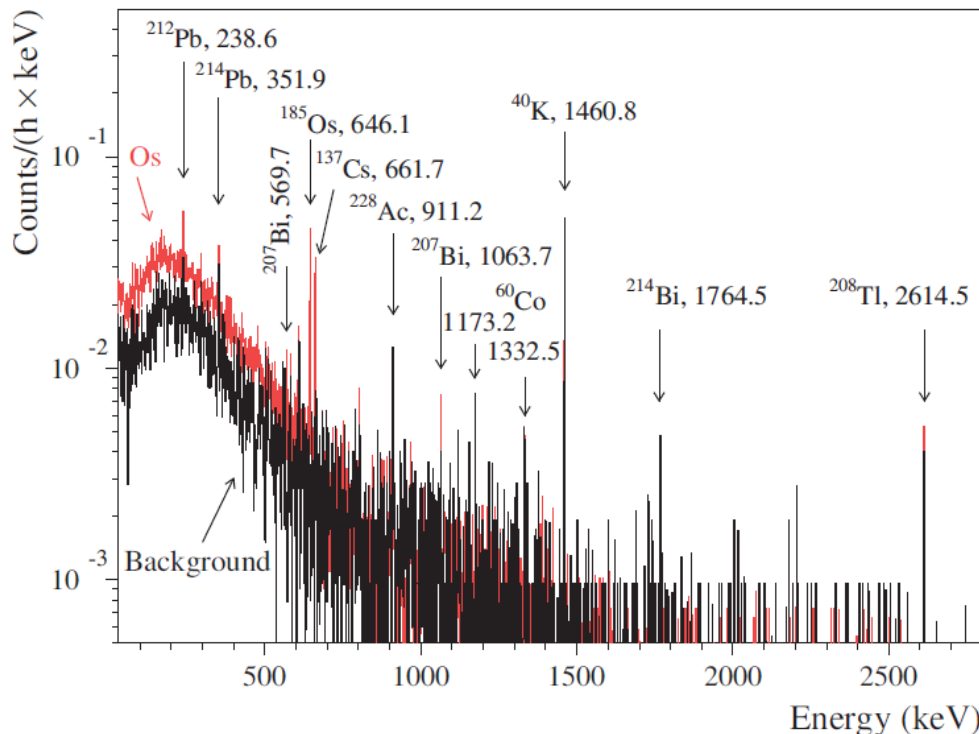 Counts/(h × keV)
10 -1
10 -2
10 -3
²¹²Pb, 238.6
²¹⁴Pb, 351.9
¹⁸⁵Os, 646.1
¹³⁷Cs, 661.7
²⁰⁷Bi, 569.7
²²⁸Ac, 911.2
²⁰⁷Bi, 1063.7
⁶⁰Co
1173.2
1332.5
⁴⁰K, 1460.8
²¹⁴Bi, 1764.5
²⁰⁸Tl, 2614.5
Os
Background
500
1000
1500
2000
2500
Energy (keV)